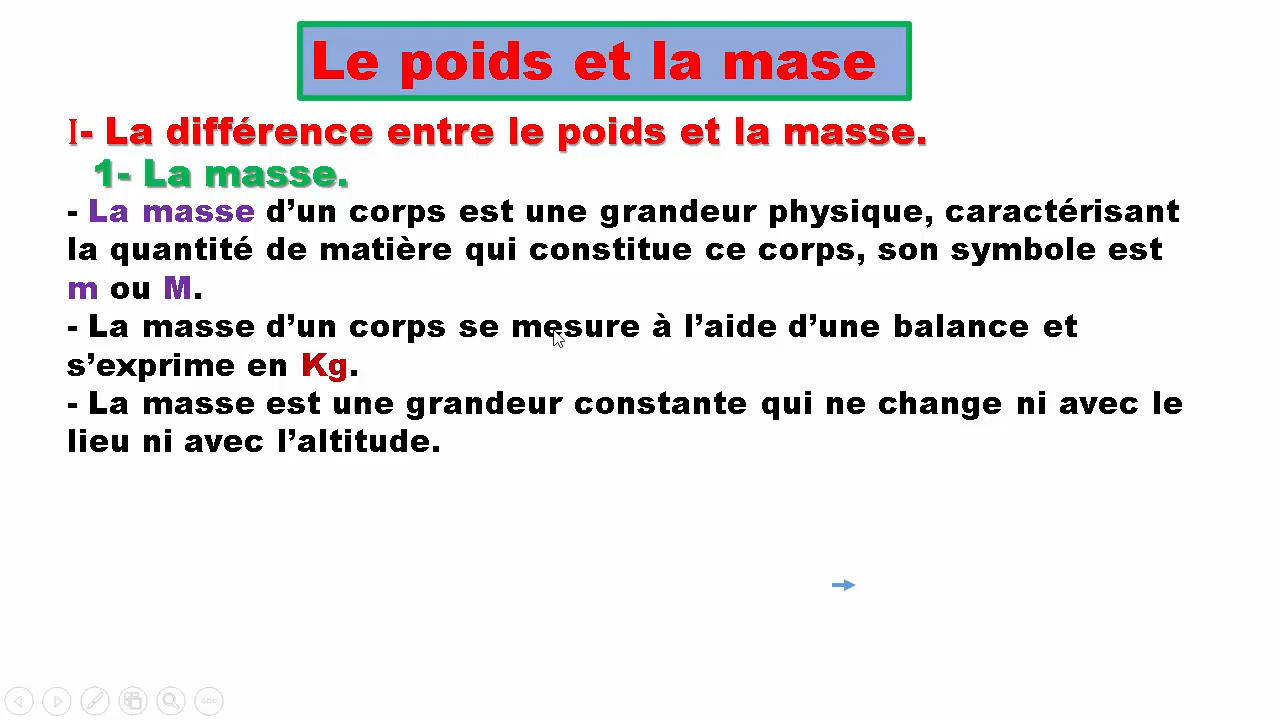 Le poids et la mase
I- La différence entre le poids et la masse.
1- La masse.
- La masse d’un corps est une grandeur physique, caractérisant
la quantité de matière qui constitue ce corps, son symbole est
m ou M.
- La masse d’un corps se mesure à l’aide d’une balance et
s’exprime en Kg.
- La masse est une grandeur constante qui ne change ni avec le
lieu ni avec l’altitude.